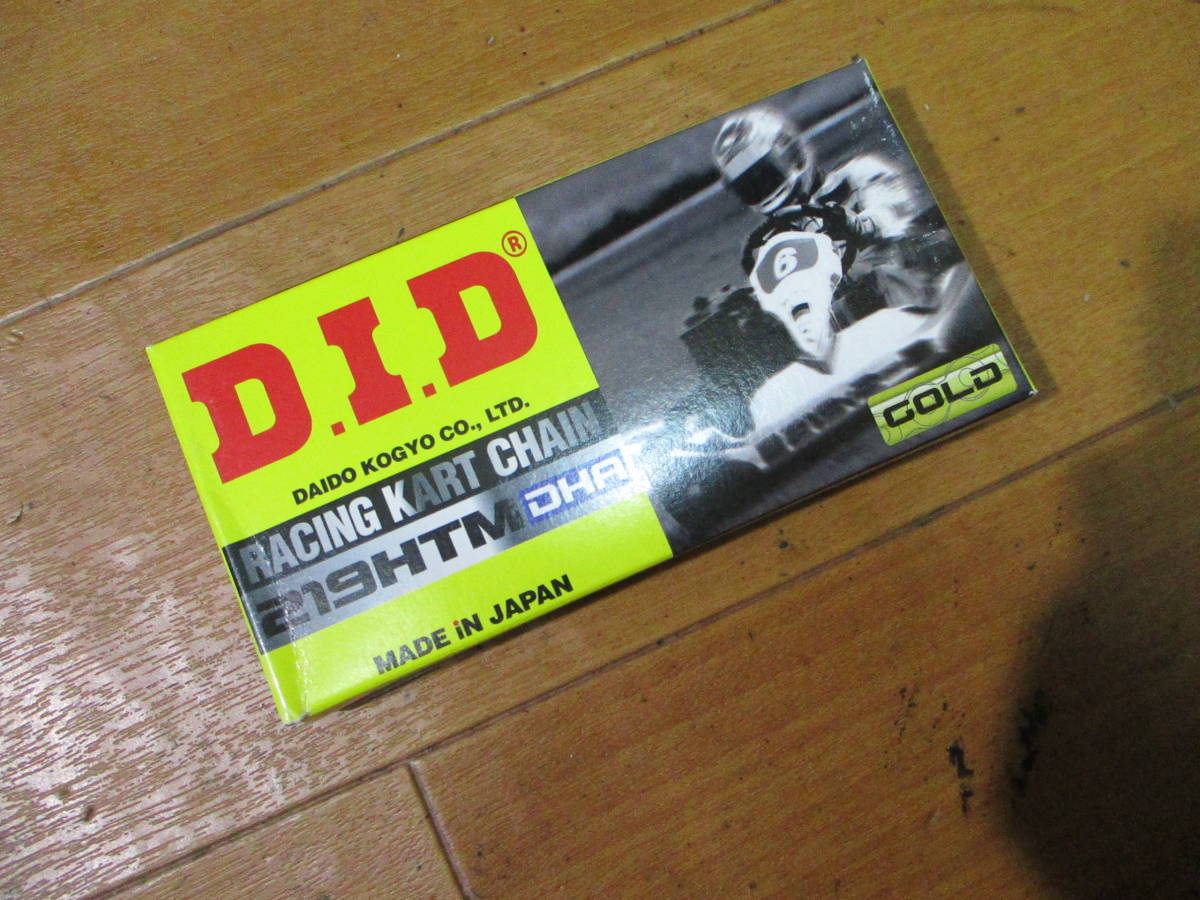 D.I.D®
DAIDO KOGYO CO., LTD.
RACING KART CHAIN
219HTM DHA
MADE iN JAPAN
6
GOLD